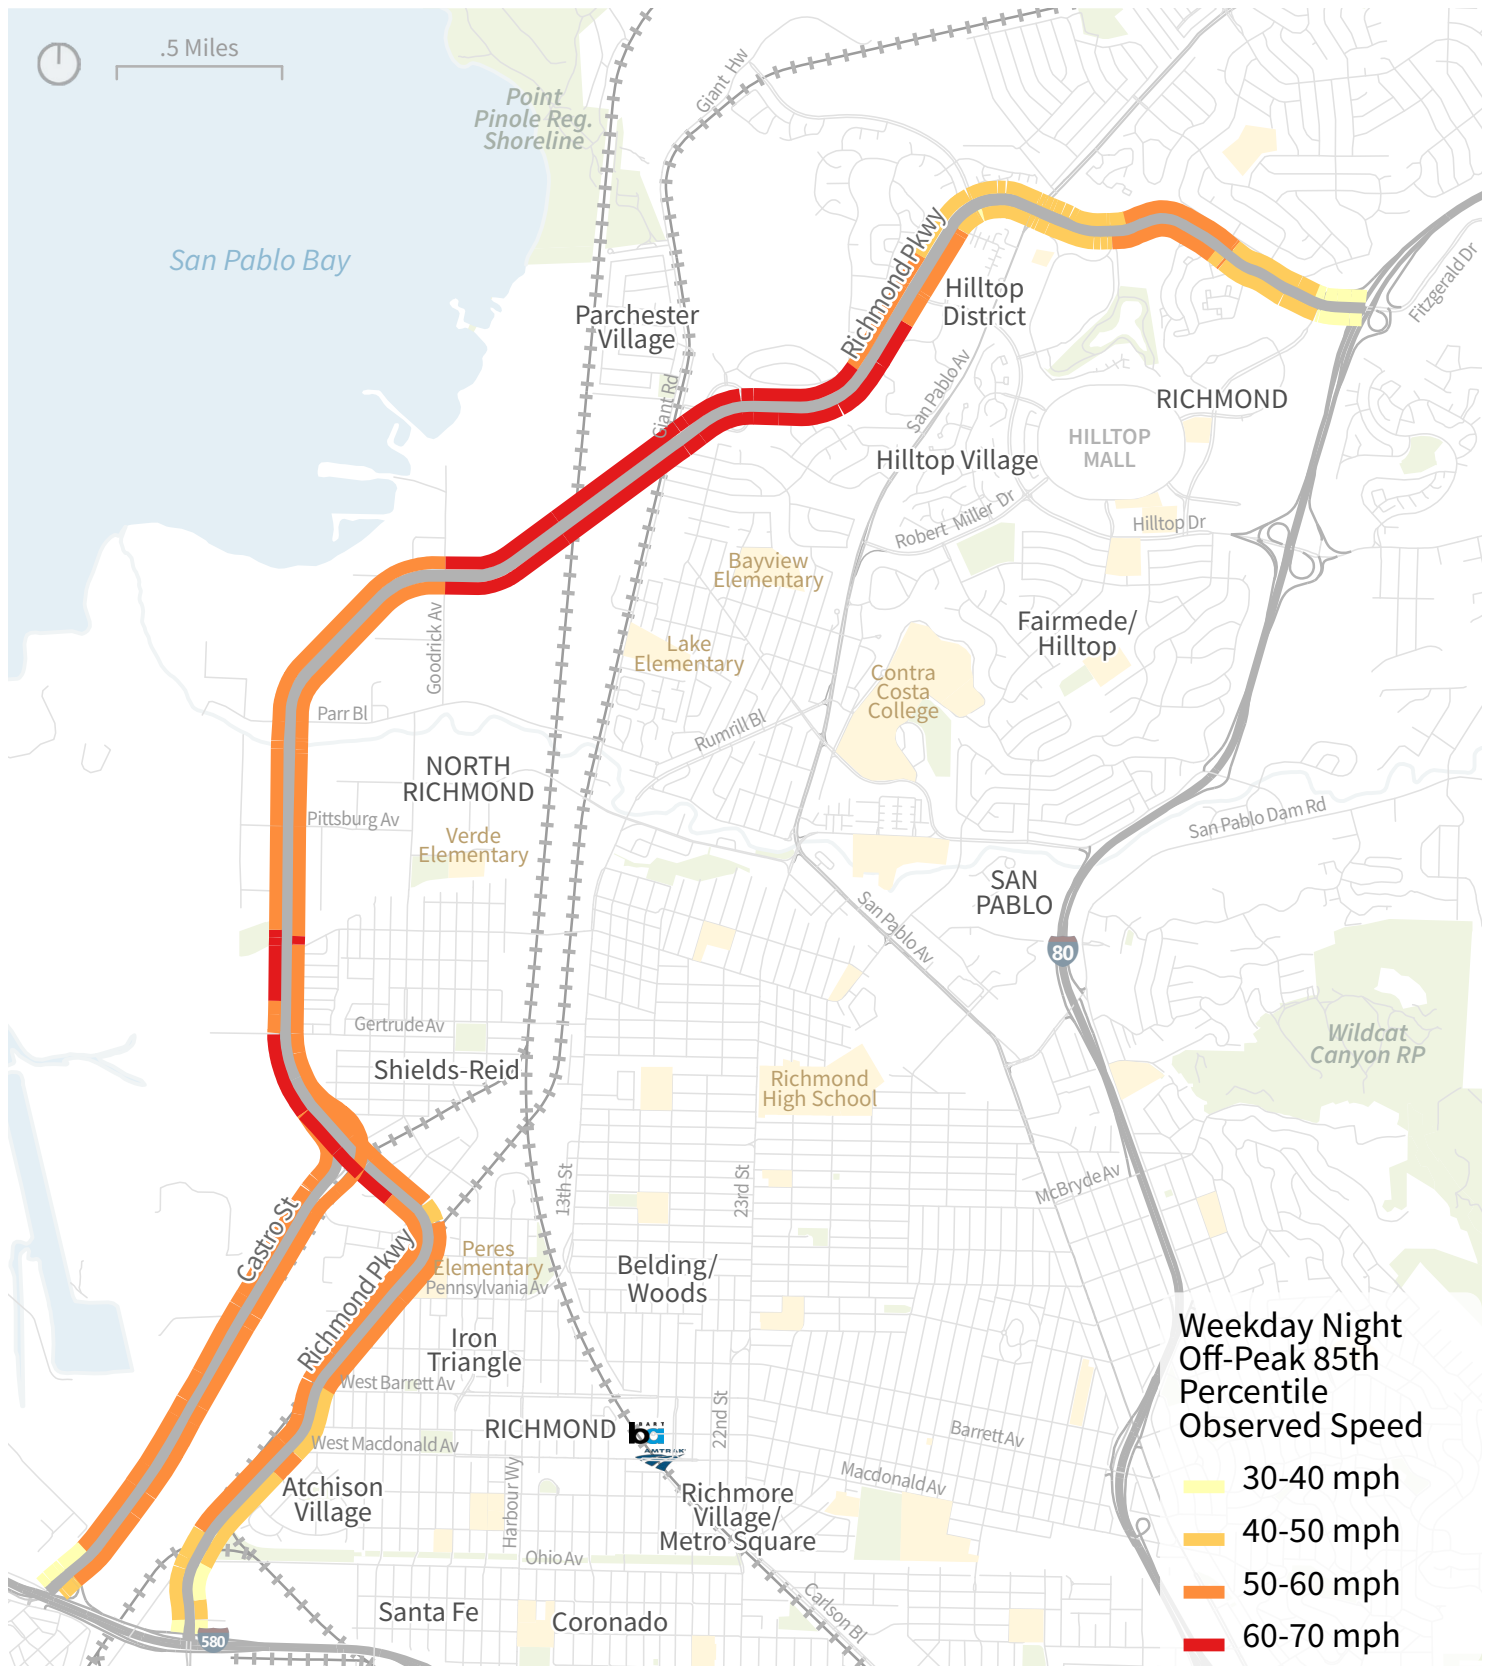 .5 Miles
Point
Pinole Reg.
Shoreline
Giant Hw
San Pablo Bay
Richmond Pkwy
Hilltop
District
Fitzgerald Dr
Parchester
Village
Giant Rd
San Pablo Av
RICHMOND
HILLTOP
MALL
Hilltop Village
Robert Miller Dr
Hilltop Dr
Bayview
Elementary
Goodrick Av
Lake
Elementary
Fairmede/
Hilltop
Contra
Costa
College
Parr Bl
Rumrill Bl
NORTH
RICHMOND
Pittsburg Av
Verde
Elementary
San Pablo Dam Rd
SAN
PABLO
San Pablo Av
80
Gertrude Av
Shields-Reid
Richmond
High School
Wildcat
Canyon RP
13th St
23rd St
McBryde Av
Castro St
Richmond Pkwy
Peres
Elementary
Pennsylvania Av
Belding/
Woods
Iron
Triangle
West Barrett Av
RICHMOND
BART
ba
AMTRAK
22nd St
Barrett Av
West Macdonald Av
Macdonald Av
Atchison
Village
Harbour Wy
Richmore
Village/
Metro Square
Ohio Av
Santa Fe
Coronado
Carlson Bl
580
Weekday Night
Off-Peak 85th
Percentile
Observed Speed
30-40 mph
40-50 mph
50-60 mph
60-70 mph